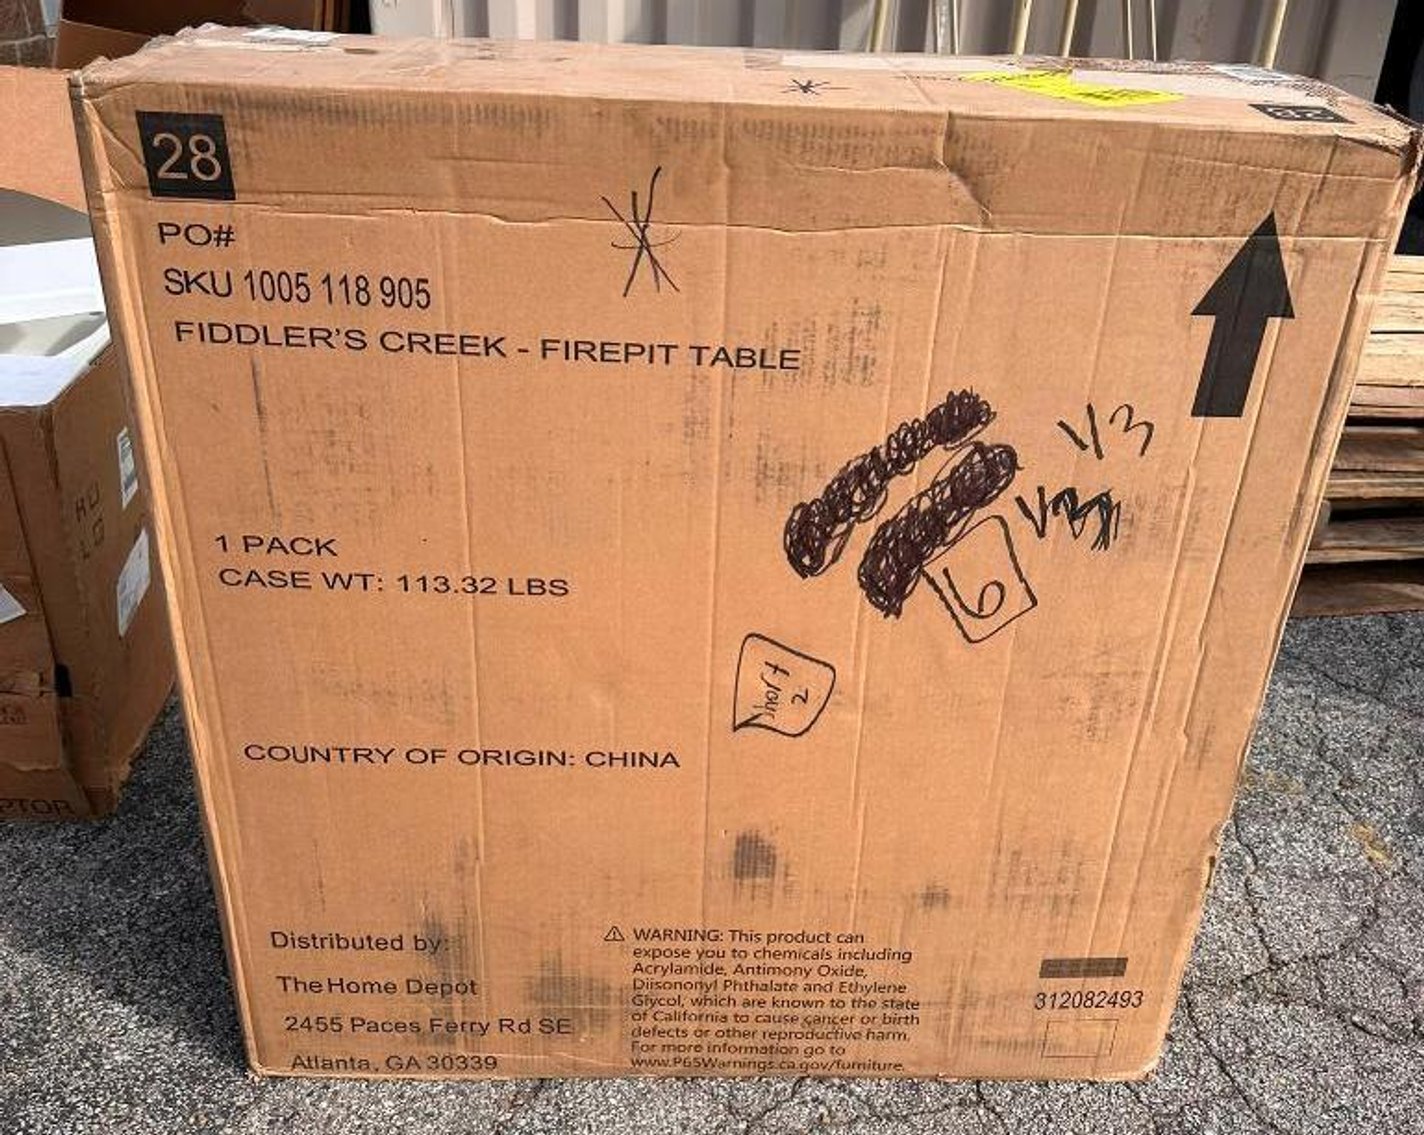 28
PO#
SKU 1005 118 905
FIDDLER'S CREEK - FIREPIT TABLE
1/3
6
1 PACK
CASE WT: 113.32 LBS
COUNTRY OF ORIGIN: CHINA
Distributed by:
The Home Depot
2455 Paces Ferry Rd SE
Atlanta, GA 30339
⚠ WARNING: This product can
expose you to chemicals including
Acrylamide, Antimony Oxide,
Diisononyl Phthalate and Ethylene
Glycol, which are known to the state
of California to cause cancer or birth
defects or other reproductive harm.
For more information go to
www.P65Warnings.ca.gov/furniture.
312082493
28
PTOR